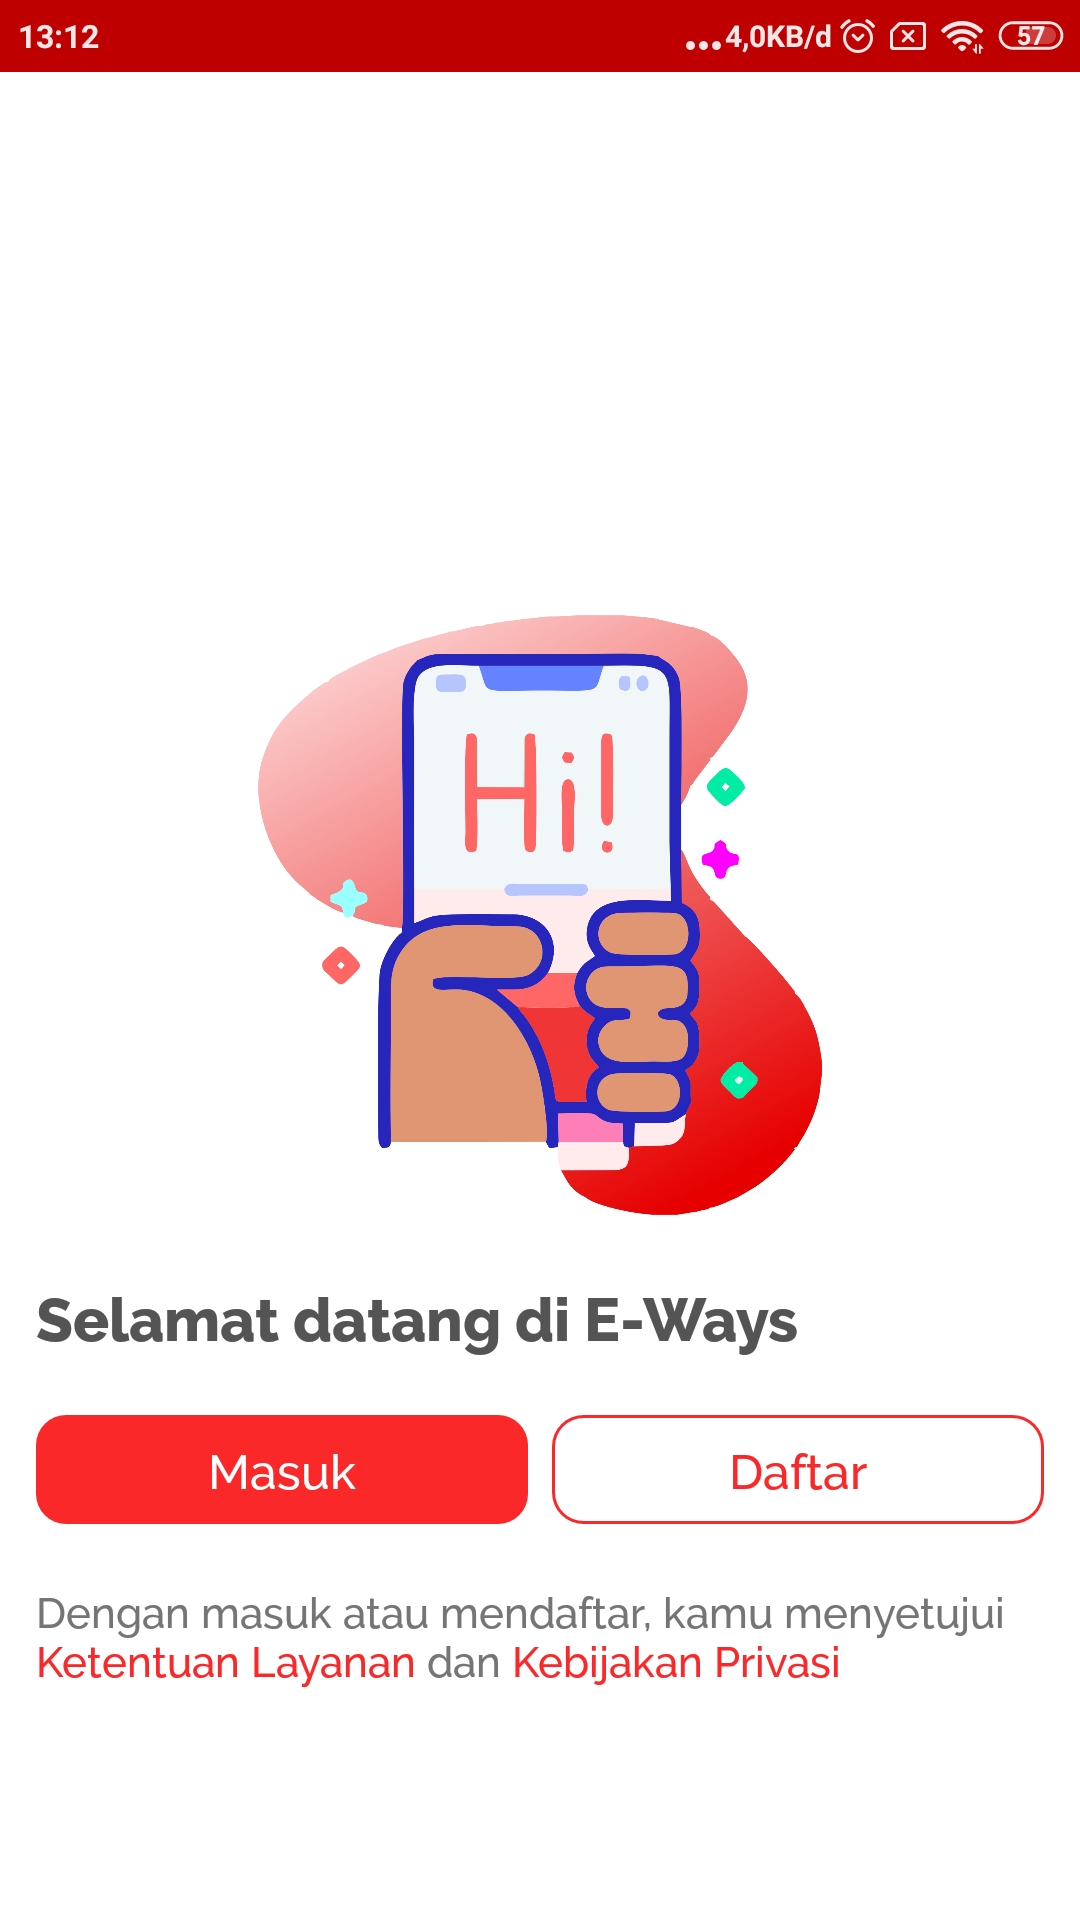 13:12
...4,0KB/d
57
Hi!
Selamat datang di E-Ways
Masuk
Daftar
Dengan masuk atau mendaftar, kamu menyetujui
Ketentuan Layanan dan Kebijakan Privasi